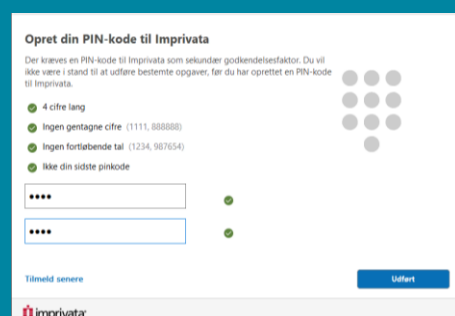 Opret din PIN-kode til Imprivata
Der kræves en PIN-kode til Imprivata som sekundær godkendelsesfaktor. Du vil
ikke være i stand til at udføre bestemte opgaver, før du har oprettet en PIN-kode
til Imprivata.
4 cifre lang
Ingen gentagne cifre (1111, 888888)
Ingen fortløbende tal (1234, 987654)
Ikke din sidste pinkode
••••
••••
Tilmeld senere
Udført
imprivata